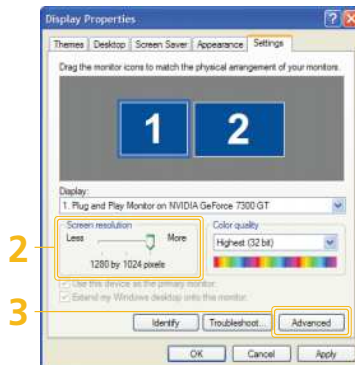 Display Properties
Themes Desktop Screen Saver Appearance Settings
Drag the monitor icons to match the physical arrangement of your monitors.
1 2
Display:
1. Plug and Play Monitor on NVIDIA GeForce 7300 GT
Screen resolution
Less More
1280 by 1024 pixels
Color quality
Highest (32 bit)
2
Use this device as the primary monitor.
Extend my Windows desktop onto this monitor.
3
Identify Troubleshoot... Advanced
OK Cancel Apply